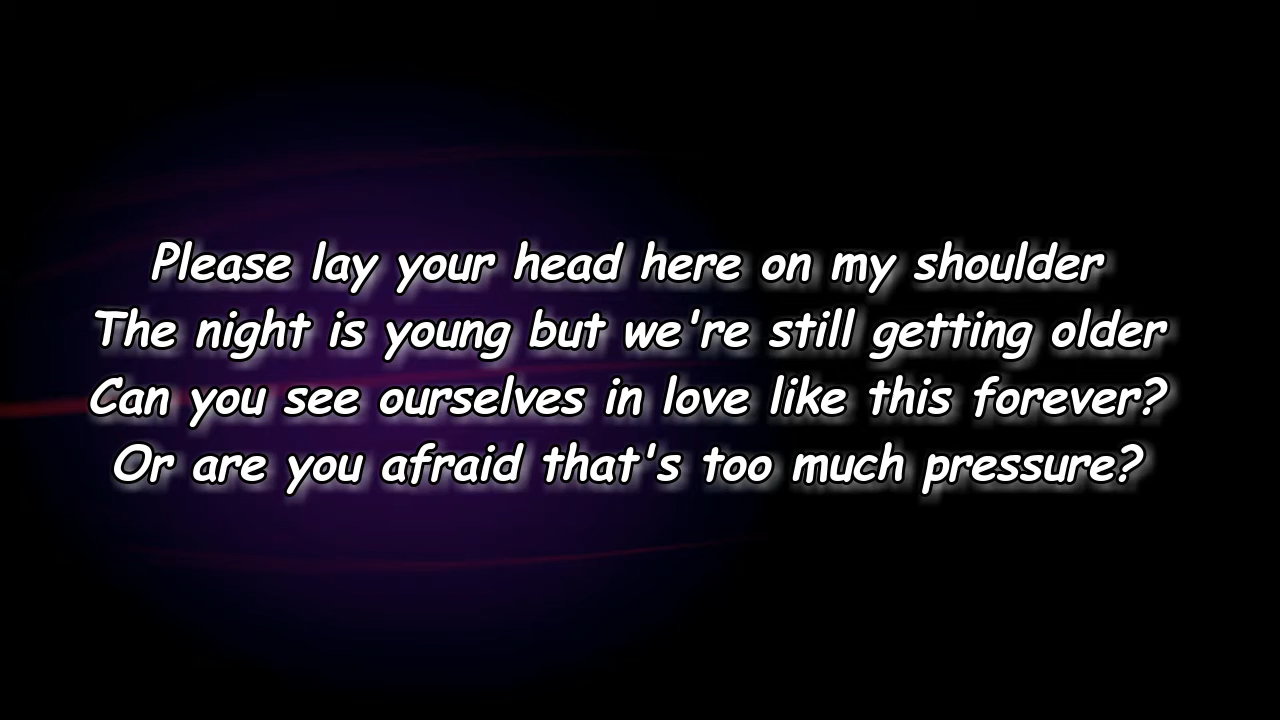 Please lay your head here on my shoulder
The night is young but we're still getting older
Can you see ourselves in love like this forever?
Or are you afraid that's too much pressure?